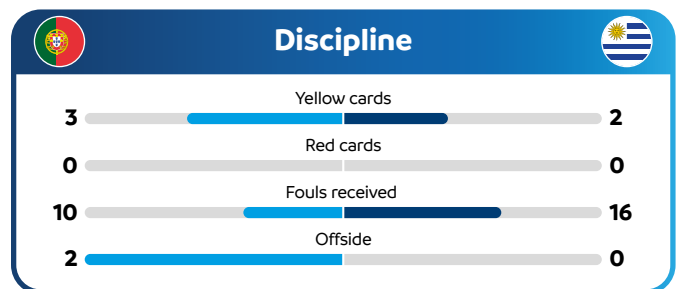 Discipline
Yellow cards
3 2
Red cards
0 0
Fouls received
10 16
Offside
2 0